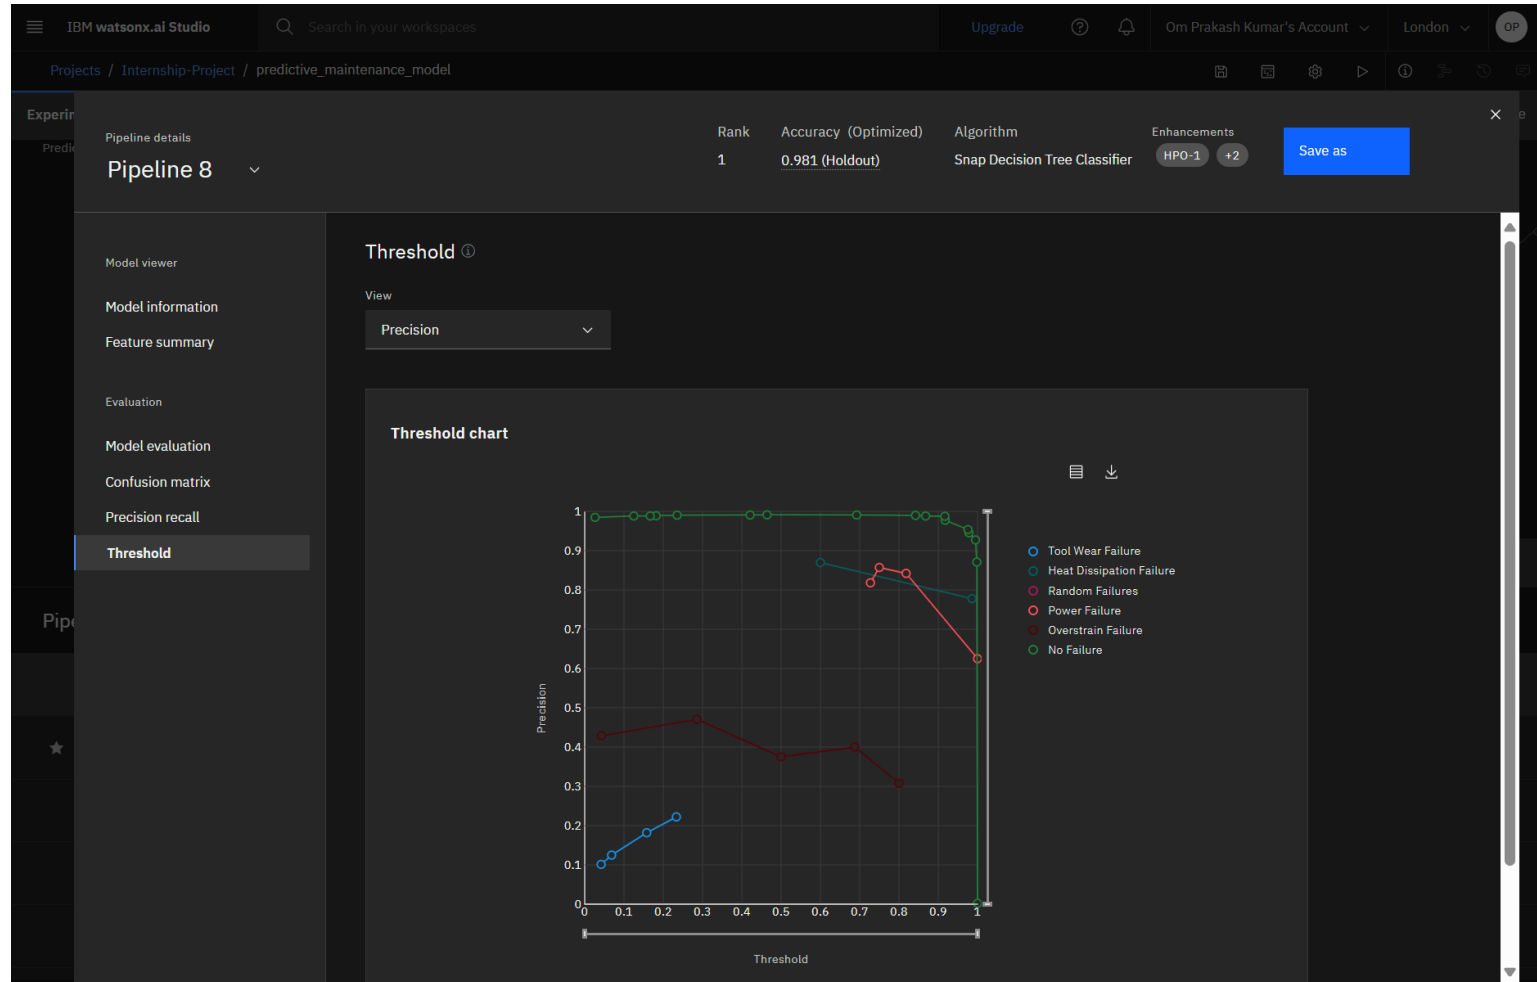 IBM watsonx.ai Studio
Search in your workspaces
Upgrade
Om Prakash Kumar's Account
London
OP
Projects / Internship-Project / predictive_maintenance_model
Pipeline details
Pipeline 8
Rank
1
Accuracy (Optimized)
0.981 (Holdout)
Algorithm
Snap Decision Tree Classifier
Enhancements
HPO-1 +2
Save as
Model viewer
Model information
Feature summary
Evaluation
Model evaluation
Confusion matrix
Precision recall
Threshold
Threshold
View
Precision
Threshold chart
1
0.9
0.8
0.7
0.6
0.5
0.4
0.3
0.2
0.1
0
Precision
0 0.1 0.2 0.3 0.4 0.5 0.6 0.7 0.8 0.9 1
Threshold
Tool Wear Failure
Heat Dissipation Failure
Random Failures
Power Failure
Overstrain Failure
No Failure